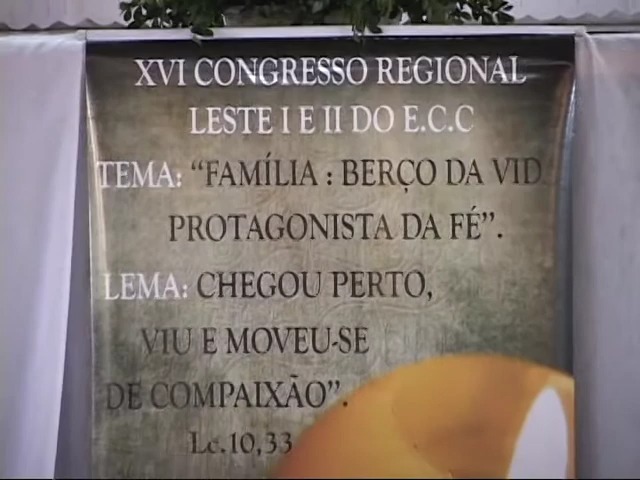 XVI CONGRESSO REGIONAL
LESTE I E II DO E.C.C
TEMA: “FAMÍLIA : BERÇO DA VID
PROTAGONISTA DA FÉ”.
LEMA: CHEGOU PERTO,
VIU E MOVEU-SE
DE COMPAIXÃO”.
Lc.10,33